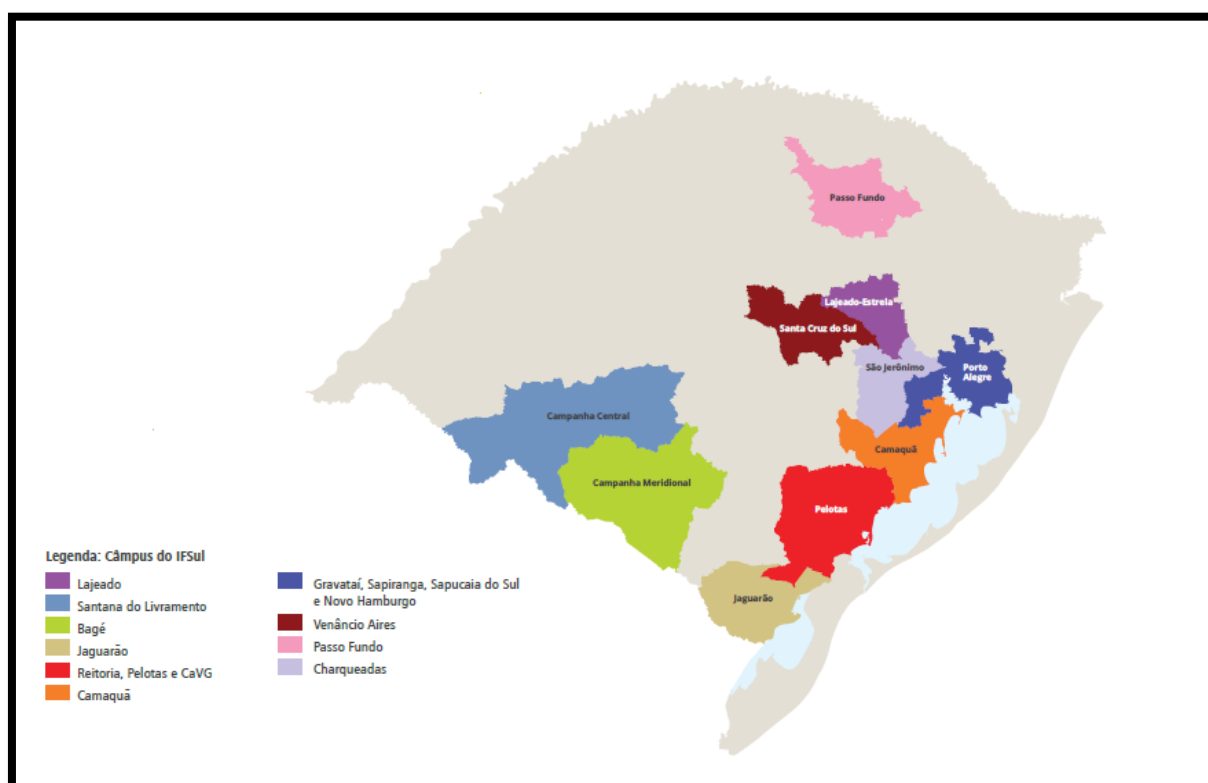 Passo Fundo
Lajeado-Estrela
Santa Cruz do Sul
São Jerônimo
Porto
Alegre
Campanha Central
Camaquã
Campanha Meridional
Pelotas
Jaguarão
Legenda: Câmpus do IFSul
Lajeado
Santana do Livramento
Bagé
Jaguarão
Reitoria, Pelotas e CaVG
Camaquã
Gravataí, Sapiranga, Sapucaia do Sul
e Novo Hamburgo
Venâncio Aires
Passo Fundo
Charqueadas